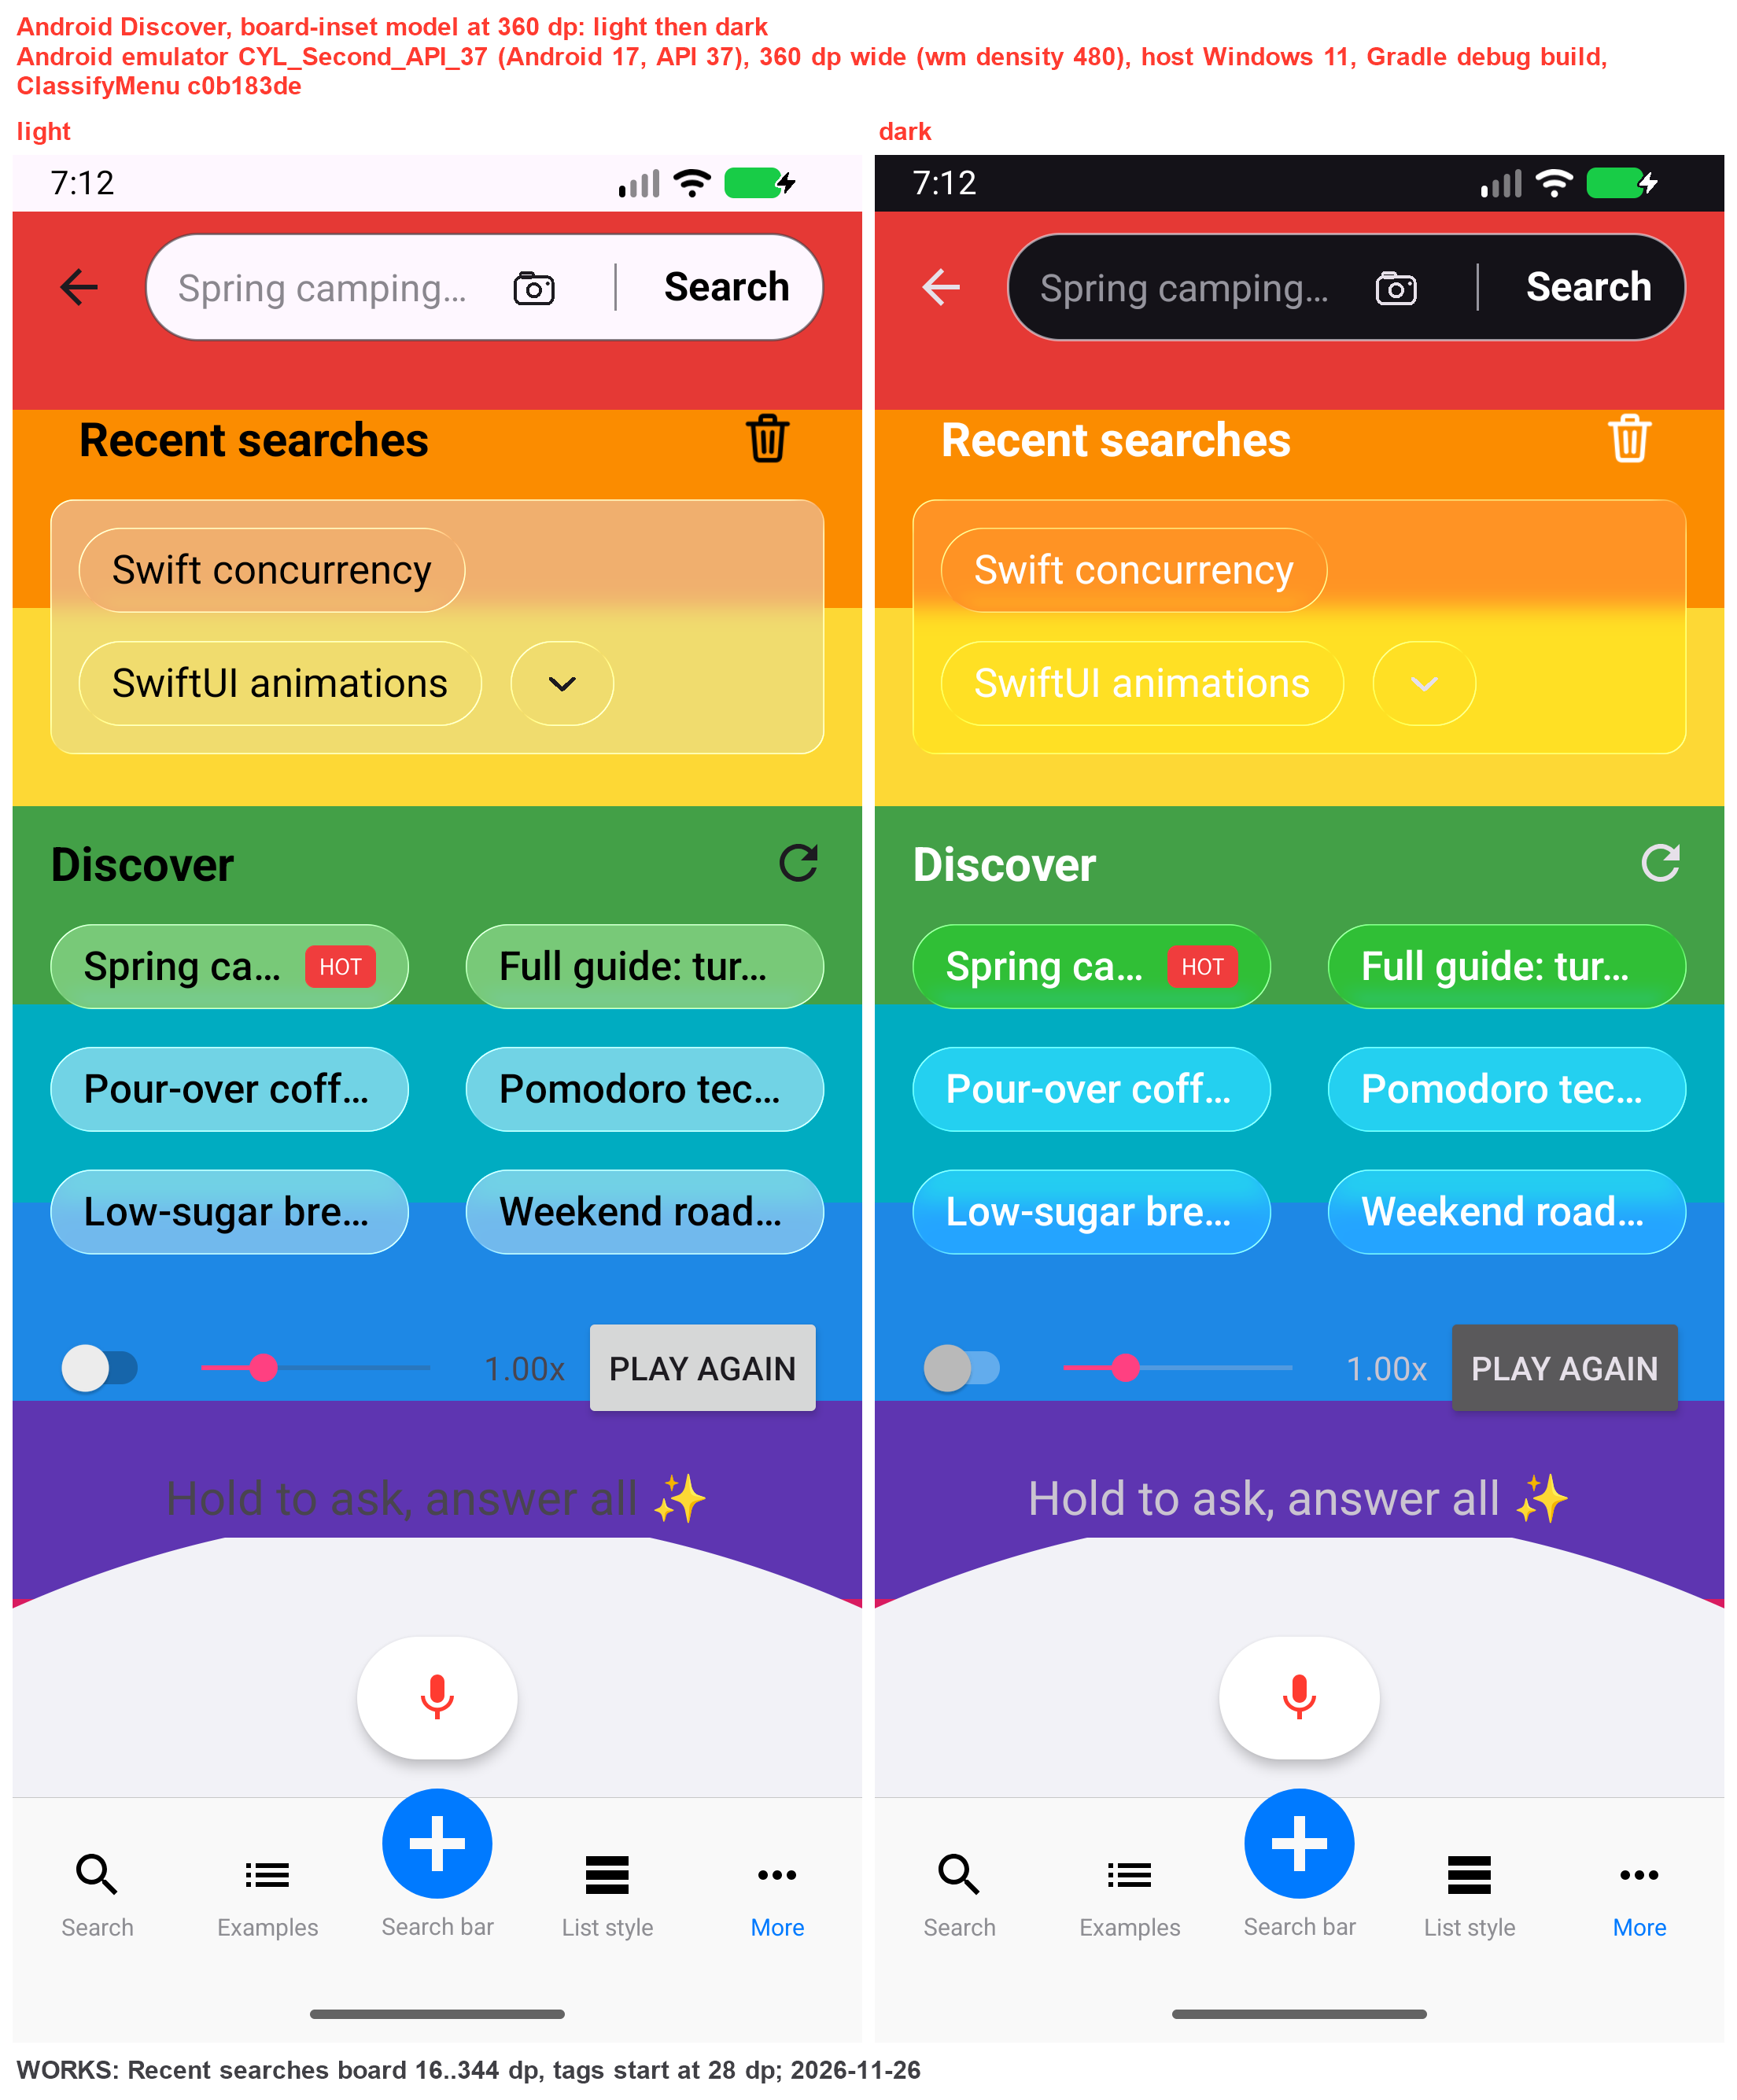 Android Discover, board-inset model at 360 dp: light then dark
Android emulator CYL_Second_API_37 (Android 17, API 37), 360 dp wide (wm density 480), host Windows 11, Gradle debug build,
ClassifyMenu c0b183de
light
7:12
Spring camping...
Search
Recent searches
Swift concurrency
SwiftUI animations
Discover
Spring ca... HOT
Full guide: tur...
Pour-over coff...
Pomodoro tec...
Low-sugar bre...
Weekend road...
1.00x
PLAY AGAIN
Hold to ask, answer all ✨
Search
Examples
Search bar
List style
More
dark
7:12
Spring camping...
Search
Recent searches
Swift concurrency
SwiftUI animations
Discover
Spring ca... HOT
Full guide: tur...
Pour-over coff...
Pomodoro tec...
Low-sugar bre...
Weekend road...
1.00x
PLAY AGAIN
Hold to ask, answer all ✨
Search
Examples
Search bar
List style
More
WORKS: Recent searches board 16..344 dp, tags start at 28 dp; 2026-11-26